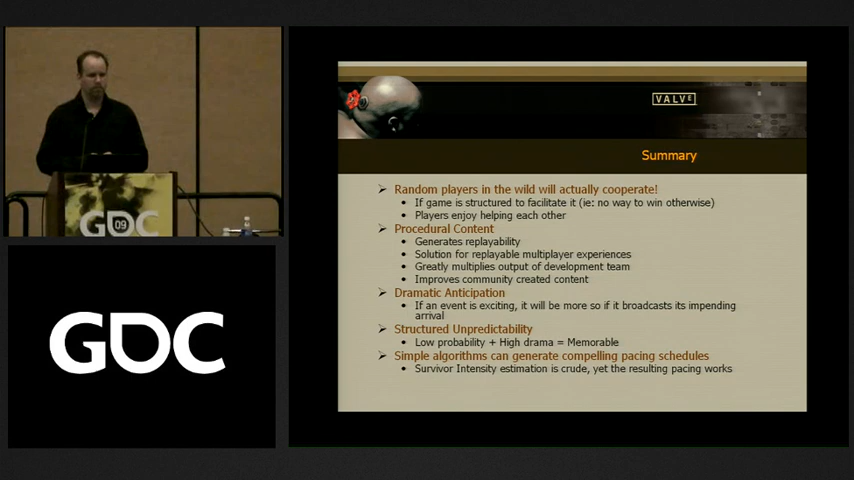 GDC
09
GDC
VALVE
Summary
Random players in the wild will actually cooperate!
If game is structured to facilitate it (ie: no way to win otherwise)
Players enjoy helping each other
Procedural Content
Generates replayability
Solution for replayable multiplayer experiences
Greatly multiplies output of development team
Improves community created content
Dramatic Anticipation
If an event is exciting, it will be more so if it broadcasts its impending
arrival
Structured Unpredictability
Low probability + High drama = Memorable
Simple algorithms can generate compelling pacing schedules
Survivor Intensity estimation is crude, yet the resulting pacing works